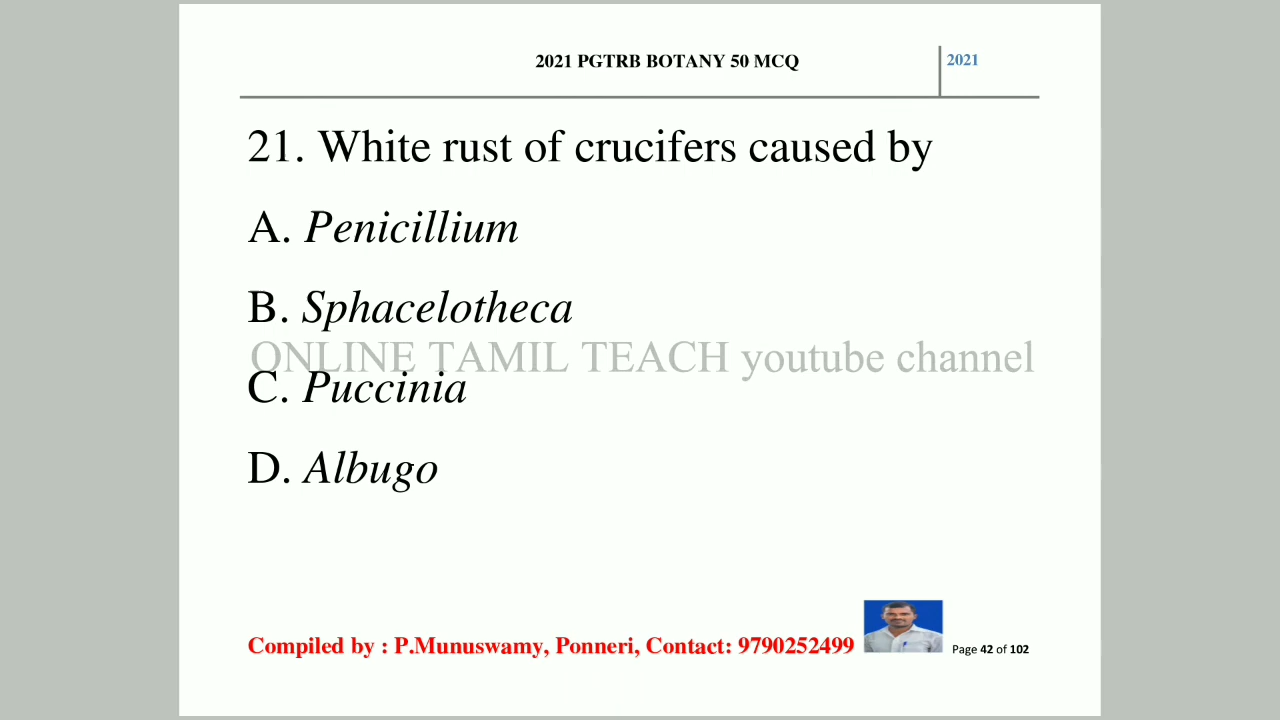 2021 PGTRB BOTANY 50 MCQ
2021
21. White rust of crucifers caused by
A. Penicillium
B. Sphacelotheca
ONLINE TAMIL TEACH youtube channel
C. Puccinia
D. Albugo
Compiled by : P.Munuswamy, Ponneri, Contact: 9790252499
Page 42 of 102